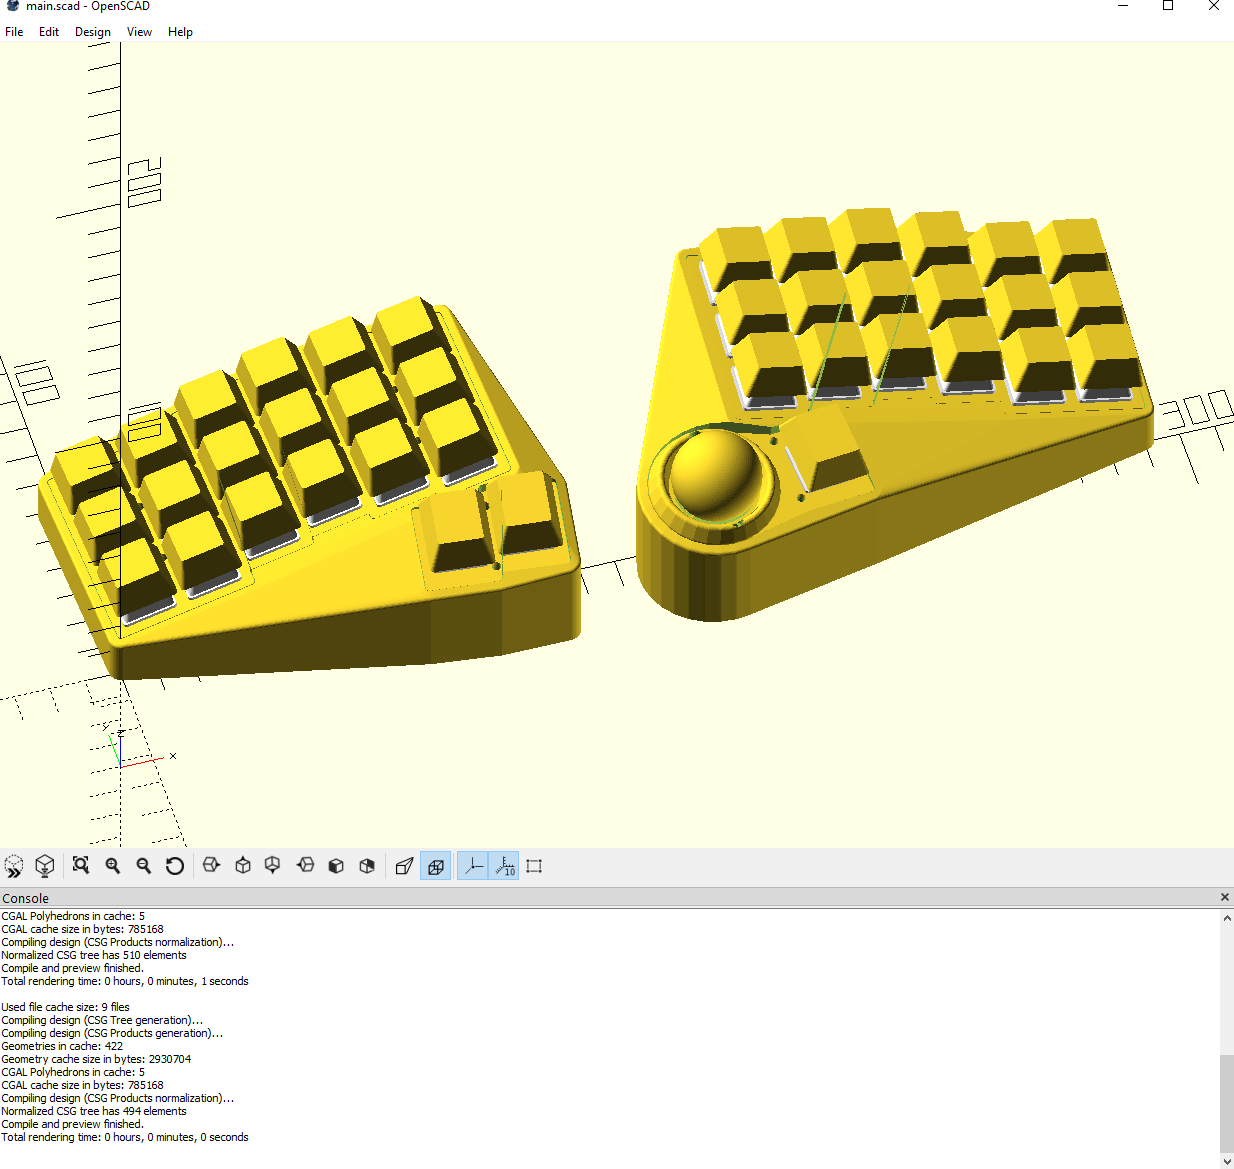 main.scad - OpenSCAD
File Edit Design View Help
200
100
100
300
Y
Z
X
10
Console
CGAL Polyhedrons in cache: 5
CGAL cache size in bytes: 785168
Compiling design (CSG Products normalization)...
Normalized CSG tree has 510 elements
Compile and preview finished.
Total rendering time: 0 hours, 0 minutes, 1 seconds
Used file cache size: 9 files
Compiling design (CSG Tree generation)...
Compiling design (CSG Products generation)...
Geometries in cache: 422
Geometry cache size in bytes: 2930704
CGAL Polyhedrons in cache: 5
CGAL cache size in bytes: 785168
Compiling design (CSG Products normalization)...
Normalized CSG tree has 494 elements
Compile and preview finished.
Total rendering time: 0 hours, 0 minutes, 0 seconds